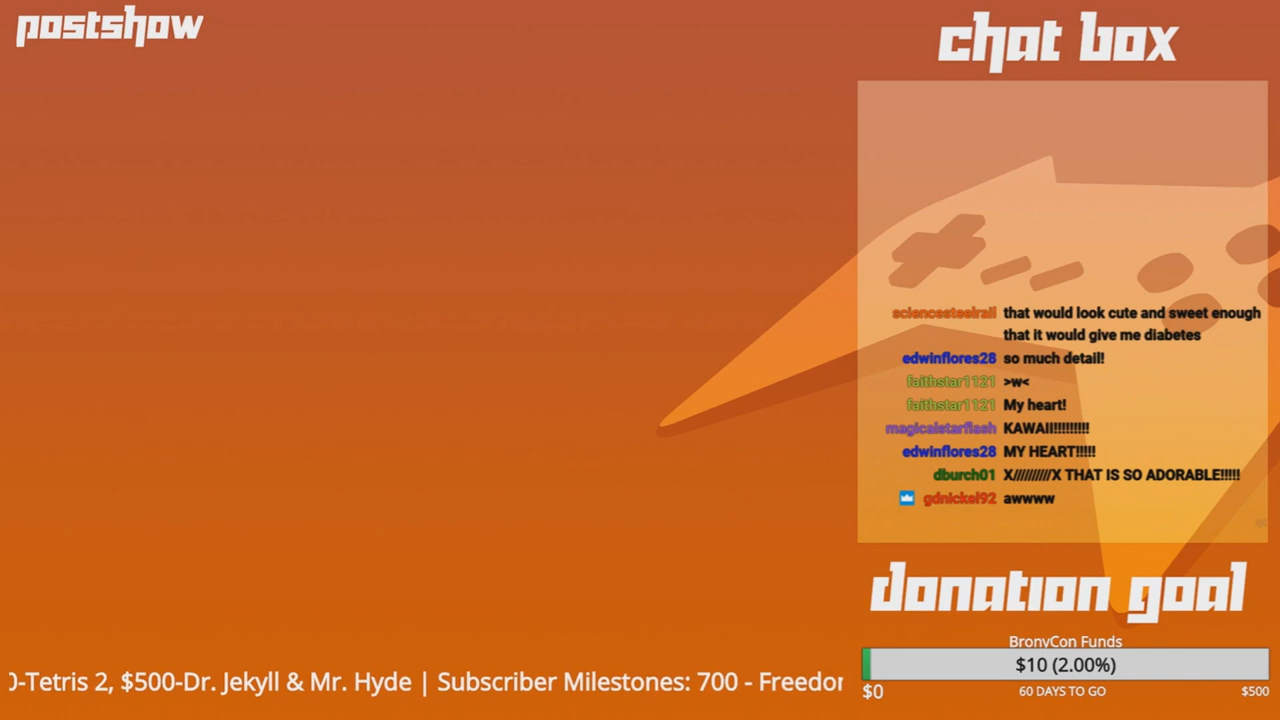 postshow
chat box
sciencesteelrail that would look cute and sweet enough
that it would give me diabetes
edwinflores28 so much detail!
faithstar1121 >w<
faithstar1121 My heart!
magicalstarflash KAWAII!!!!!!!!!
edwinflores28 MY HEART!!!!!
dburch01 X//////////X THAT IS SO ADORABLE!!!!!
gdnickel92 awwww
donation goal
BronyCon Funds
$10 (2.00%)
$0 60 DAYS TO GO $500
0-Tetris 2, $500-Dr. Jekyll & Mr. Hyde | Subscriber Milestones: 700 - Freedom